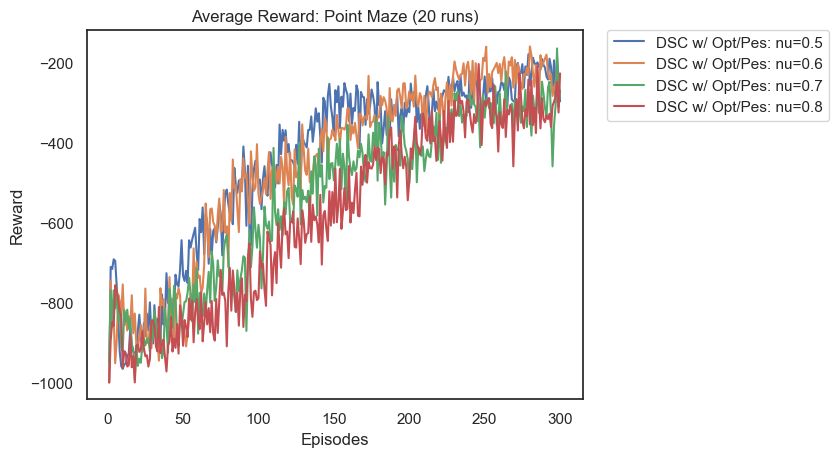 Average Reward: Point Maze (20 runs)
DSC w/ Opt/Pes: nu=0.5
DSC w/ Opt/Pes: nu=0.6
DSC w/ Opt/Pes: nu=0.7
DSC w/ Opt/Pes: nu=0.8
Reward
−200
−400
−600
−800
−1000
0 50 100 150 200 250 300
Episodes